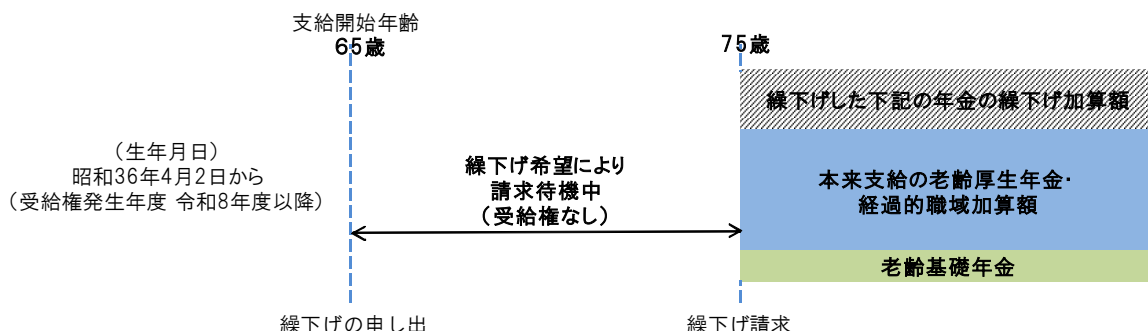 支給開始年齢
65歳
75歳
繰下げした下記の年金の繰下げ加算額
（生年月日）
昭和36年4月2日から
（受給権発生年度 令和8年度以降）
繰下げ希望により
請求待機中
（受給権なし）
本来支給の老齢厚生年金・
経過的職域加算額
老齢基礎年金
繰下げの申し出
繰下げ請求